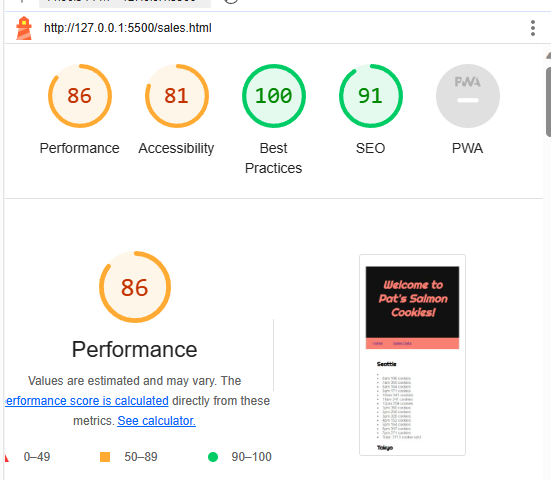 http://127.0.0.1:5500/sales.html
86
81
100
91
PWA
Performance
Accessibility
Best
Practices
SEO
PWA
86
Performance
Values are estimated and may vary. The
performance score is calculated directly from these
metrics. See calculator.
0–49
50–89
90–100
Welcome to
Pat's Salmon
Cookies!
Home
Sales Data
Seattle
Tokyo